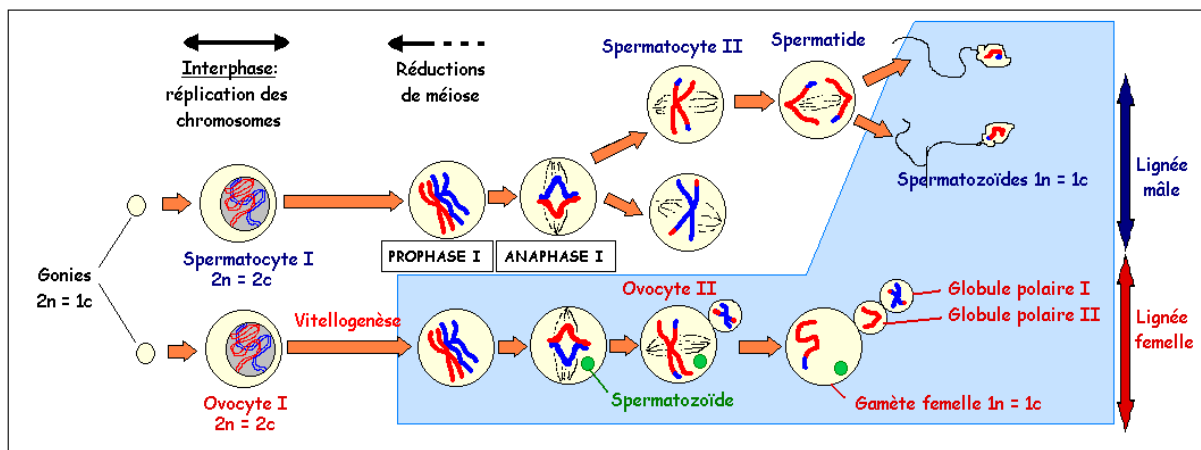 Interphase:
réplication des
chromosomes
Réductions
de méiose
Spermatocyte II
Spermatide
Spermatozoïdes 1n = 1c
Lignée
mâle
Spermatocyte I
2n = 2c
PROPHASE I
ANAPHASE I
Gonies
2n = 1c
Vitellogenèse
Ovocyte II
Globule polaire I
Globule polaire II
Lignée
femelle
Ovocyte I
2n = 2c
Spermatozoïde
Gamète femelle 1n = 1c